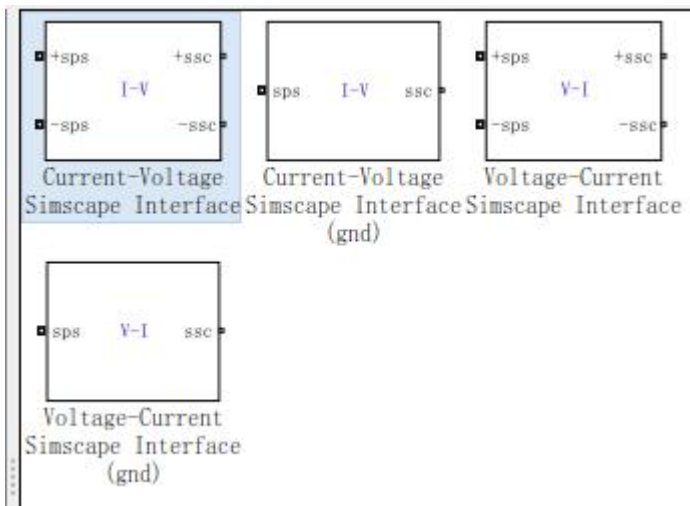 +sps +ssc
I-V
-sps -ssc
Current-Voltage
Simscape Interface
sps I-V ssc
Current-Voltage
Simscape Interface
(gnd)
+sps +ssc
V-I
-sps -ssc
Voltage-Current
Simscape Interface
sps V-I ssc
Voltage-Current
Simscape Interface
(gnd)